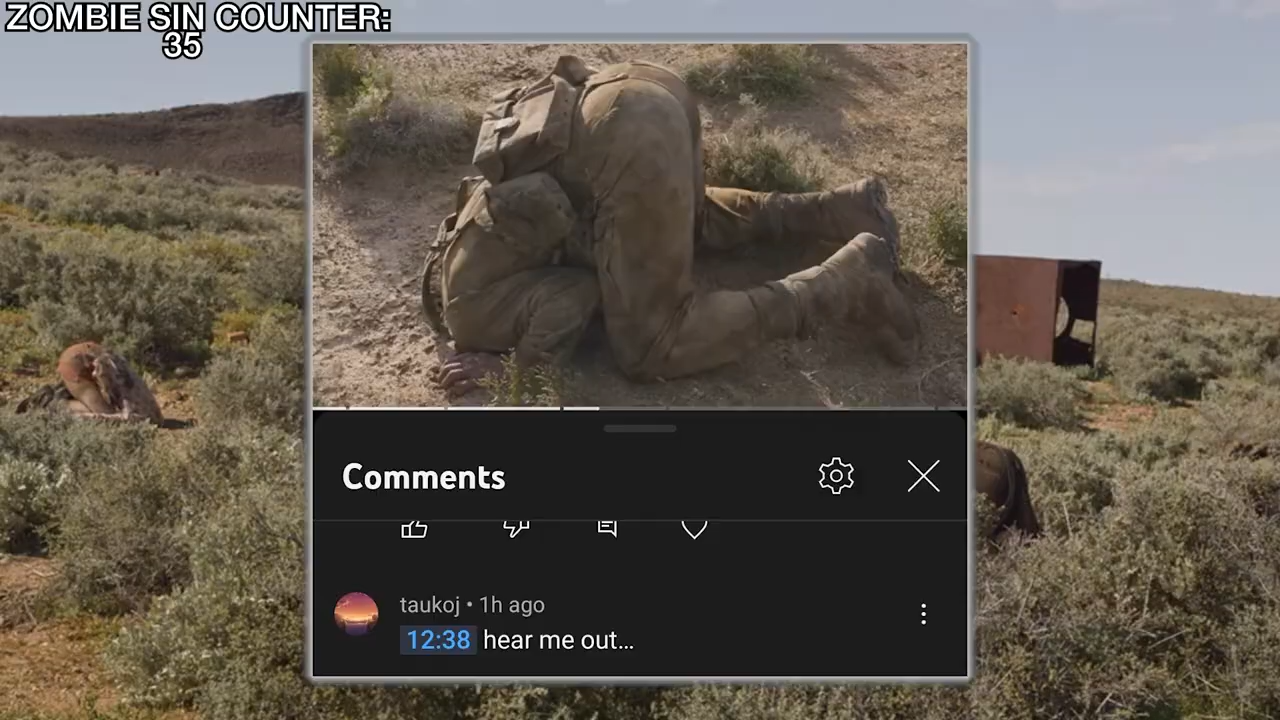 ZOMBIE SIN COUNTER:
35
Comments
taukoj • 1h ago
12:38 hear me out...